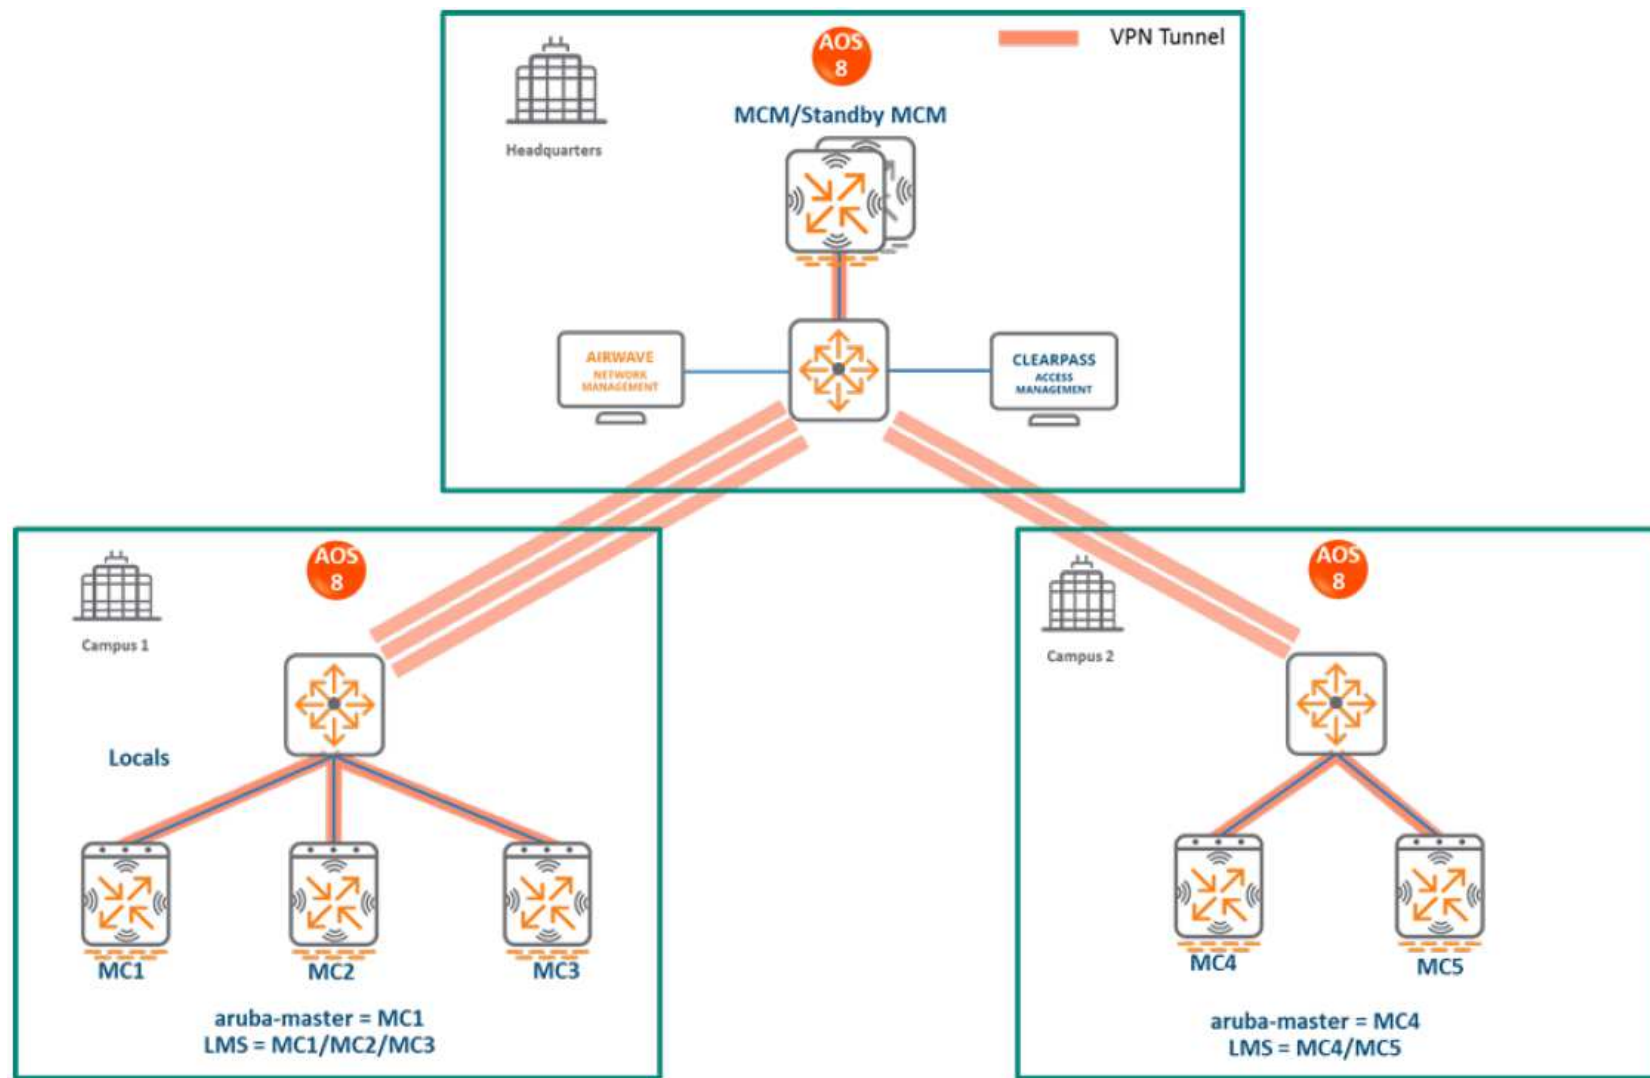 AOS
8
VPN Tunnel
MCM/Standby MCM
Headquarters
AIRWAVE
NETWORK
MANAGEMENT
CLEARPASS
ACCESS
MANAGEMENT
AOS
8
Campus 1
Locals
MC1
MC2
MC3
aruba-master = MC1
LMS = MC1/MC2/MC3
AOS
8
Campus 2
MC4
MC5
aruba-master = MC4
LMS = MC4/MC5